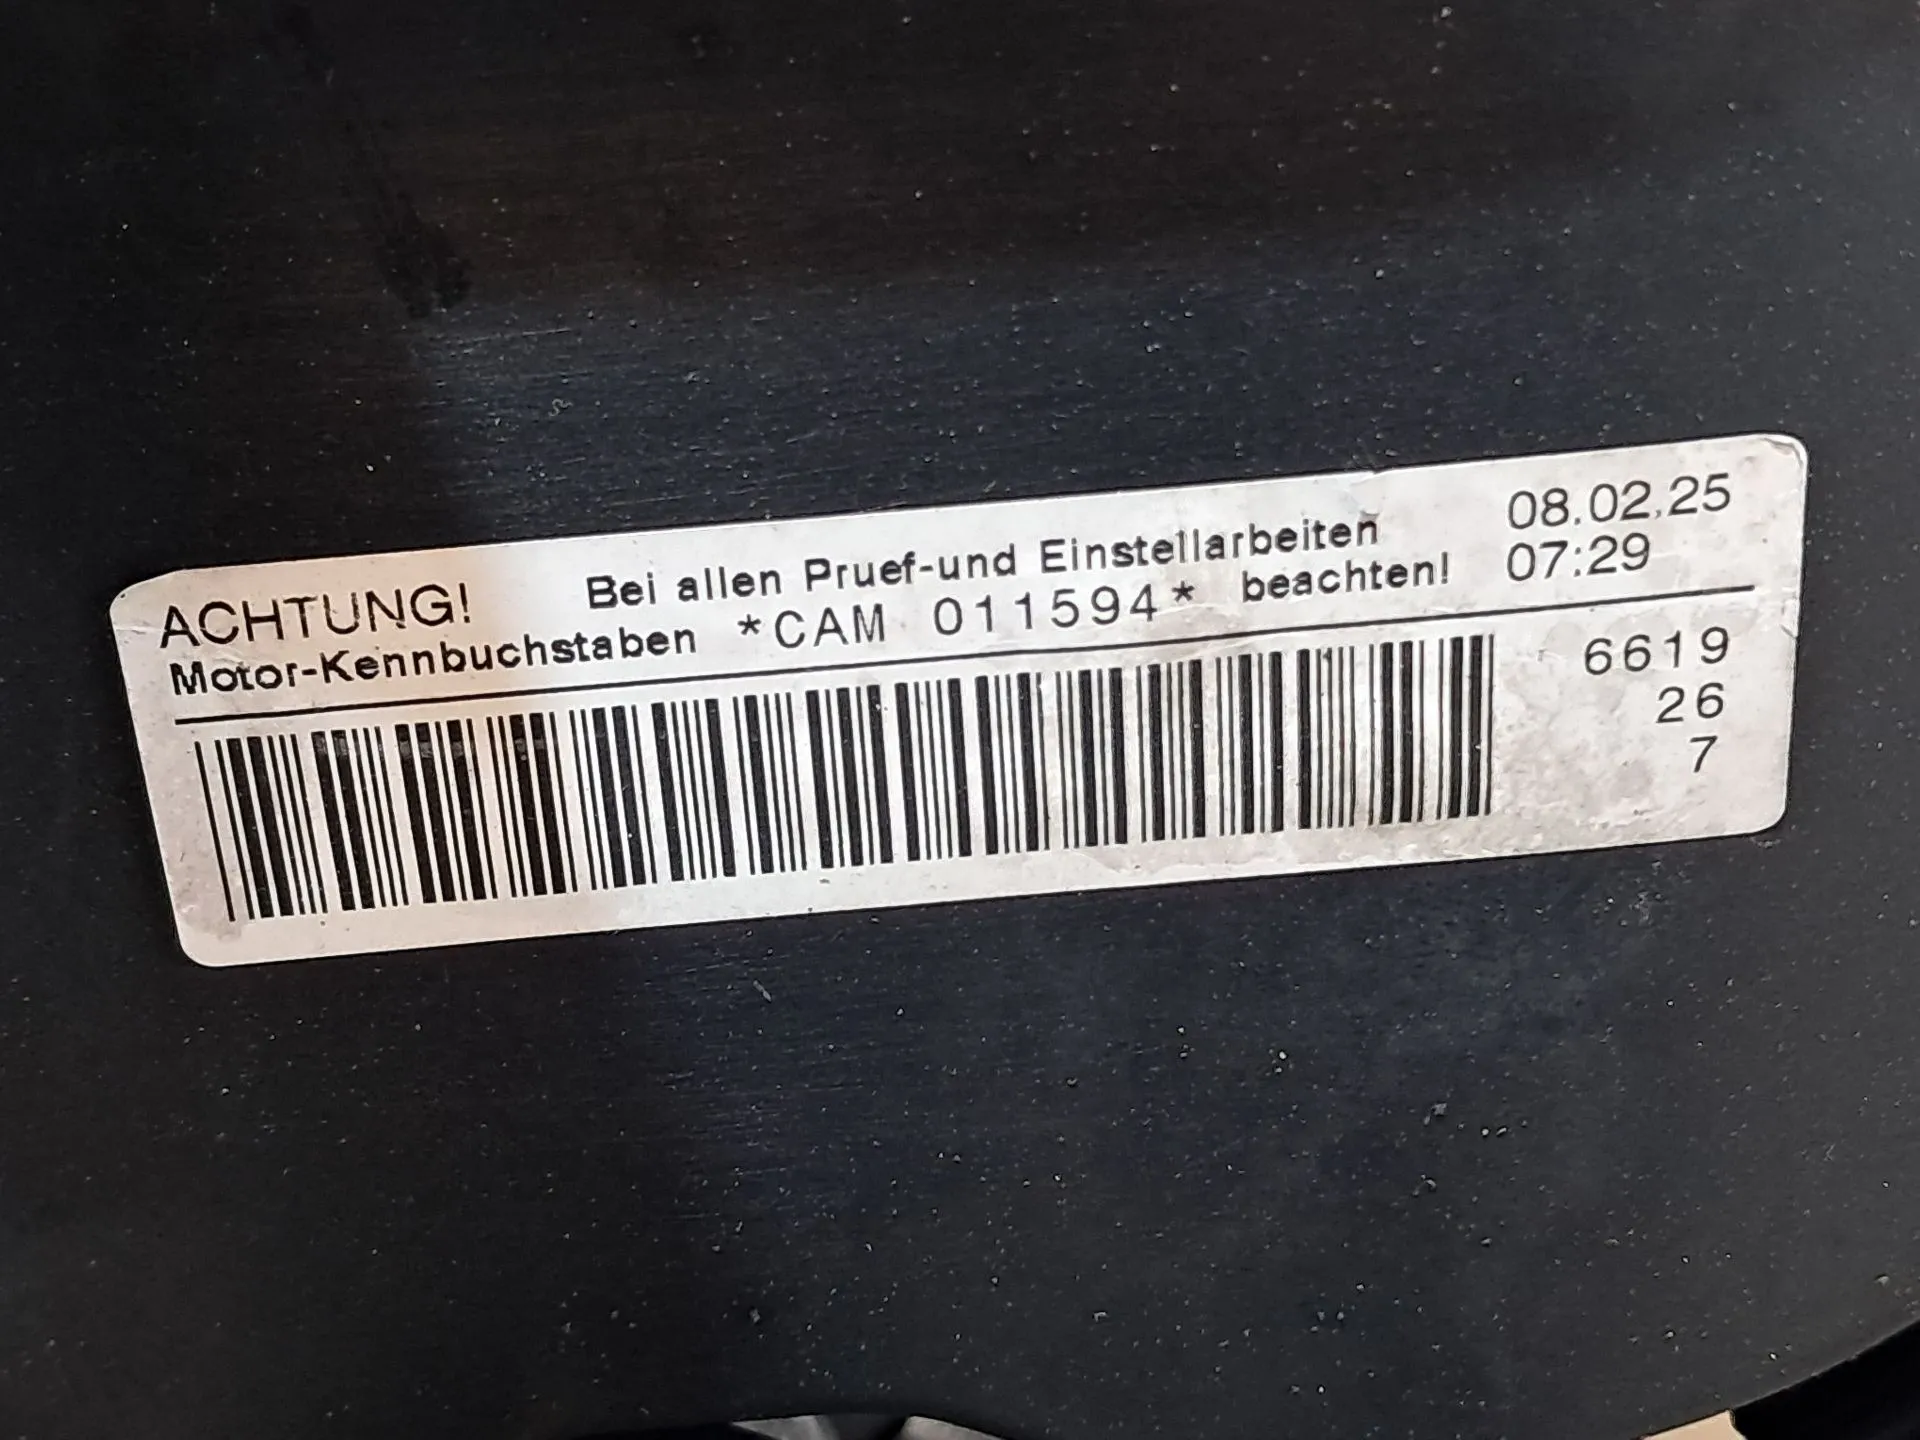 ACHTUNG! Bei allen Pruef-und Einstellarbeiten 08.02.25
Motor-Kennbuchstaben *CAM 011594* beachten! 07:29
6619
26
7